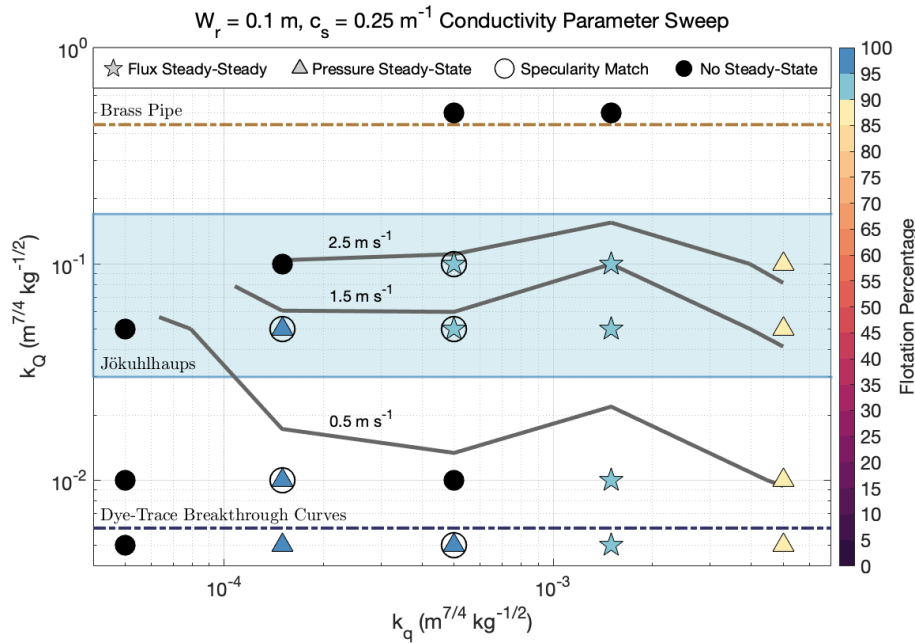 W_r = 0.1 m, c_s = 0.25 m^-1 Conductivity Parameter Sweep
Flux Steady-Steady
Pressure Steady-State
Specularity Match
No Steady-State
Brass Pipe
2.5 m s^-1
1.5 m s^-1
Jökuhlhaups
0.5 m s^-1
Dye-Trace Breakthrough Curves
10^0
10^-1
10^-2
k_Q (m^7/4 kg^-1/2)
10^-4
10^-3
k_q (m^7/4 kg^-1/2)
100
95
90
85
80
75
70
65
60
55
50
45
40
35
30
25
20
15
10
5
0
Flotation Percentage